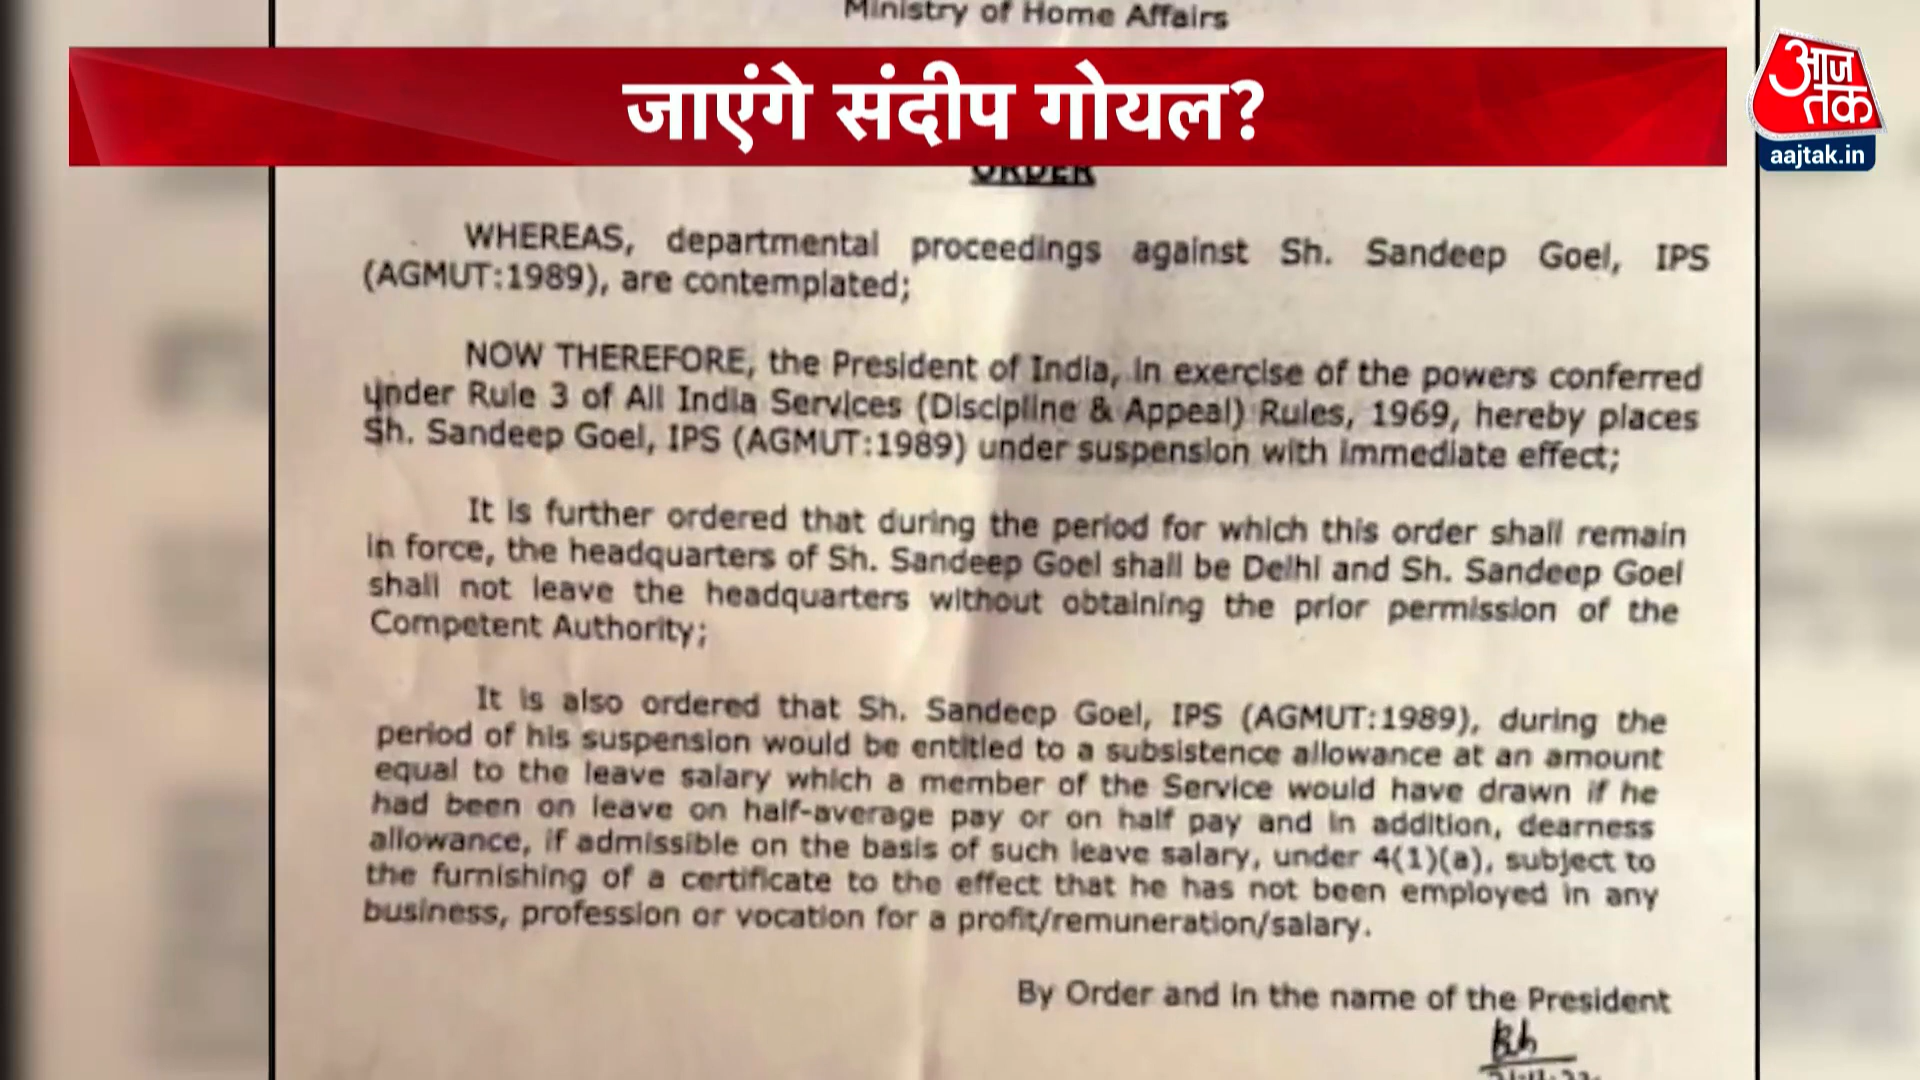 Ministry of Home Affairs
जाएंगे संदीप गोयल?
आज
तक
aajtak.in
ORDER
WHEREAS, departmental proceedings against Sh. Sandeep Goel, IPS
(AGMUT:1989), are contemplated;
NOW THEREFORE, the President of India, in exercise of the powers conferred
under Rule 3 of All India Services (Discipline & Appeal) Rules, 1969, hereby places
Sh. Sandeep Goel, IPS (AGMUT:1989) under suspension with immediate effect;
It is further ordered that during the period for which this order shall remain
in force, the headquarters of Sh. Sandeep Goel shall be Delhi and Sh. Sandeep Goel
shall not leave the headquarters without obtaining the prior permission of the
Competent Authority;
It is also ordered that Sh. Sandeep Goel, IPS (AGMUT:1989), during the
period of his suspension would be entitled to a subsistence allowance at an amount
equal to the leave salary which a member of the Service would have drawn if he
had been on leave on half-average pay or on half pay and in addition, dearness
allowance, if admissible on the basis of such leave salary, under 4(1)(a), subject to
the furnishing of a certificate to the effect that he has not been employed in any
business, profession or vocation for a profit/remuneration/salary.
By Order and in the name of the President